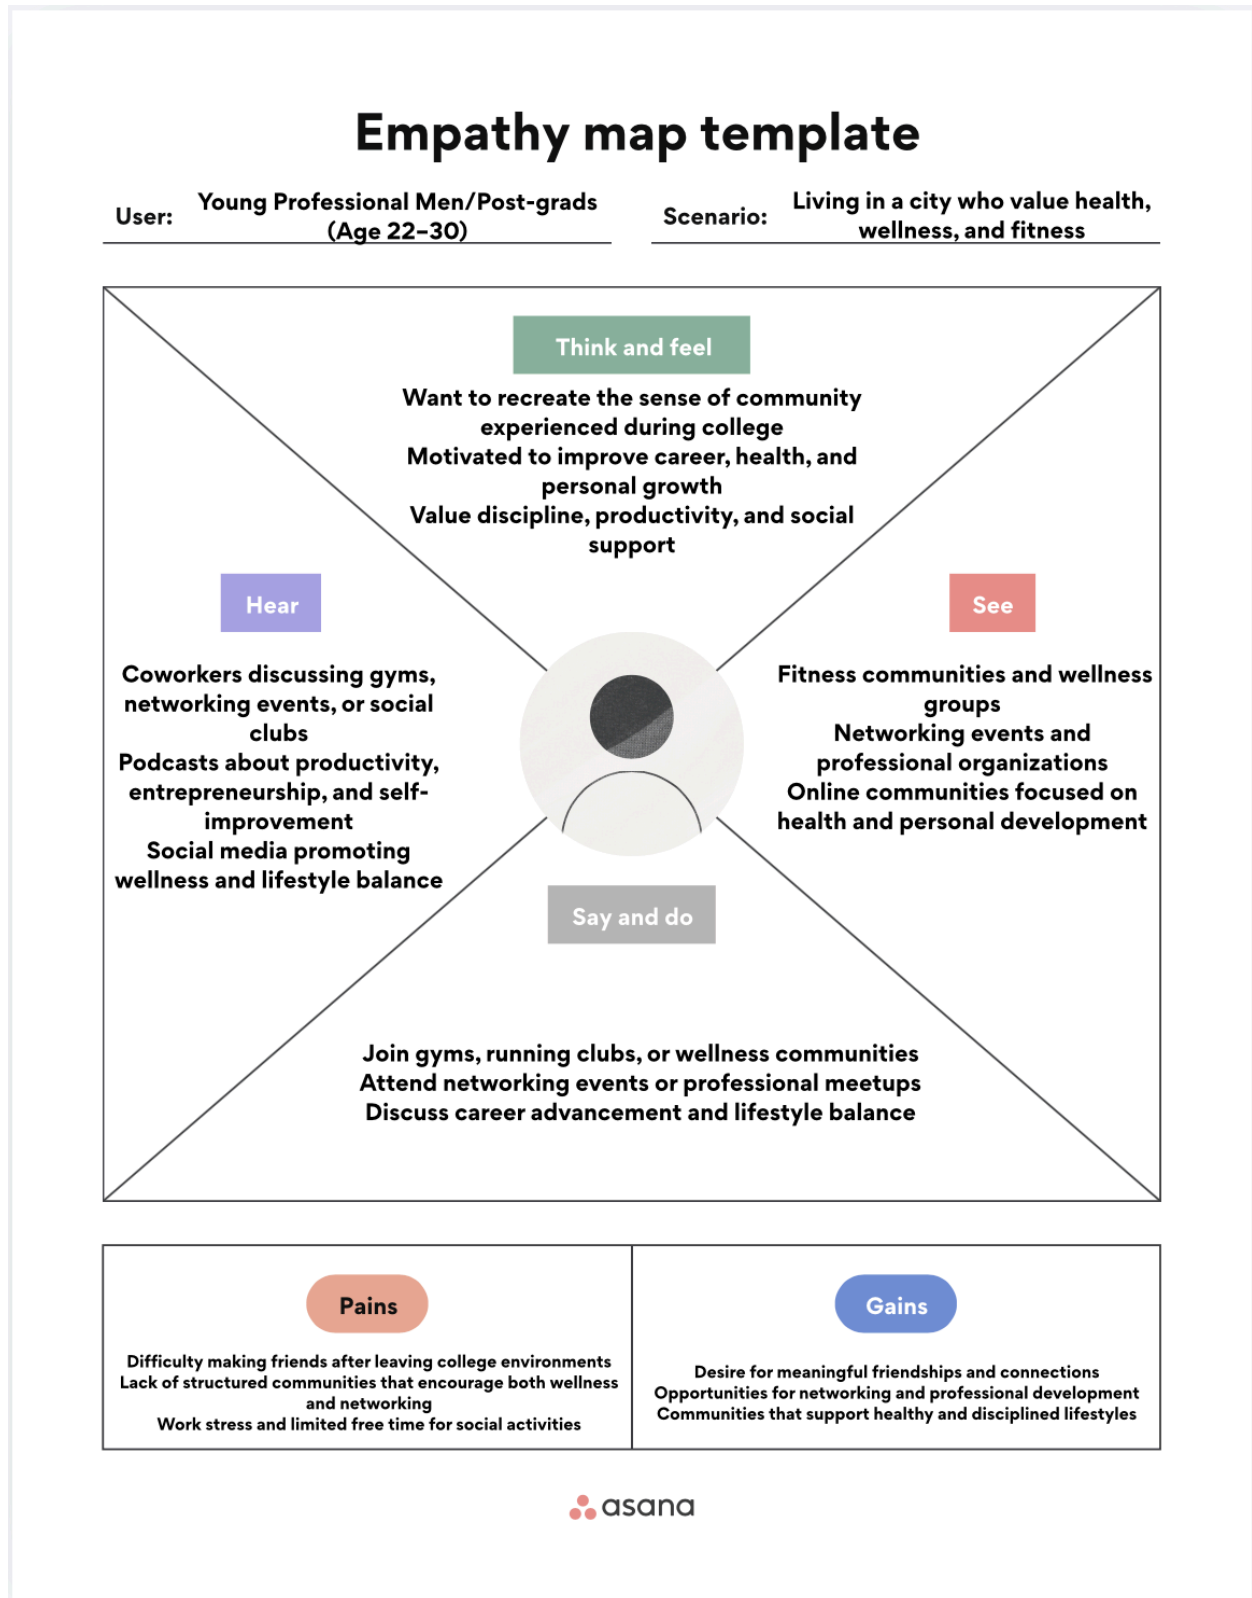 Empathy map template
User:
Young Professional Men/Post-grads
(Age 22–30)
Scenario:
Living in a city who value health,
wellness, and fitness
Think and feel
Want to recreate the sense of community
experienced during college
Motivated to improve career, health, and
personal growth
Value discipline, productivity, and social
support
Hear
Coworkers discussing gyms,
networking events, or social
clubs
Podcasts about productivity,
entrepreneurship, and self-
improvement
Social media promoting
wellness and lifestyle balance
See
Fitness communities and wellness
groups
Networking events and
professional organizations
Online communities focused on
health and personal development
Say and do
Join gyms, running clubs, or wellness communities
Attend networking events or professional meetups
Discuss career advancement and lifestyle balance
Pains
Difficulty making friends after leaving college environments
Lack of structured communities that encourage both wellness
and networking
Work stress and limited free time for social activities
Gains
Desire for meaningful friendships and connections
Opportunities for networking and professional development
Communities that support healthy and disciplined lifestyles
asana